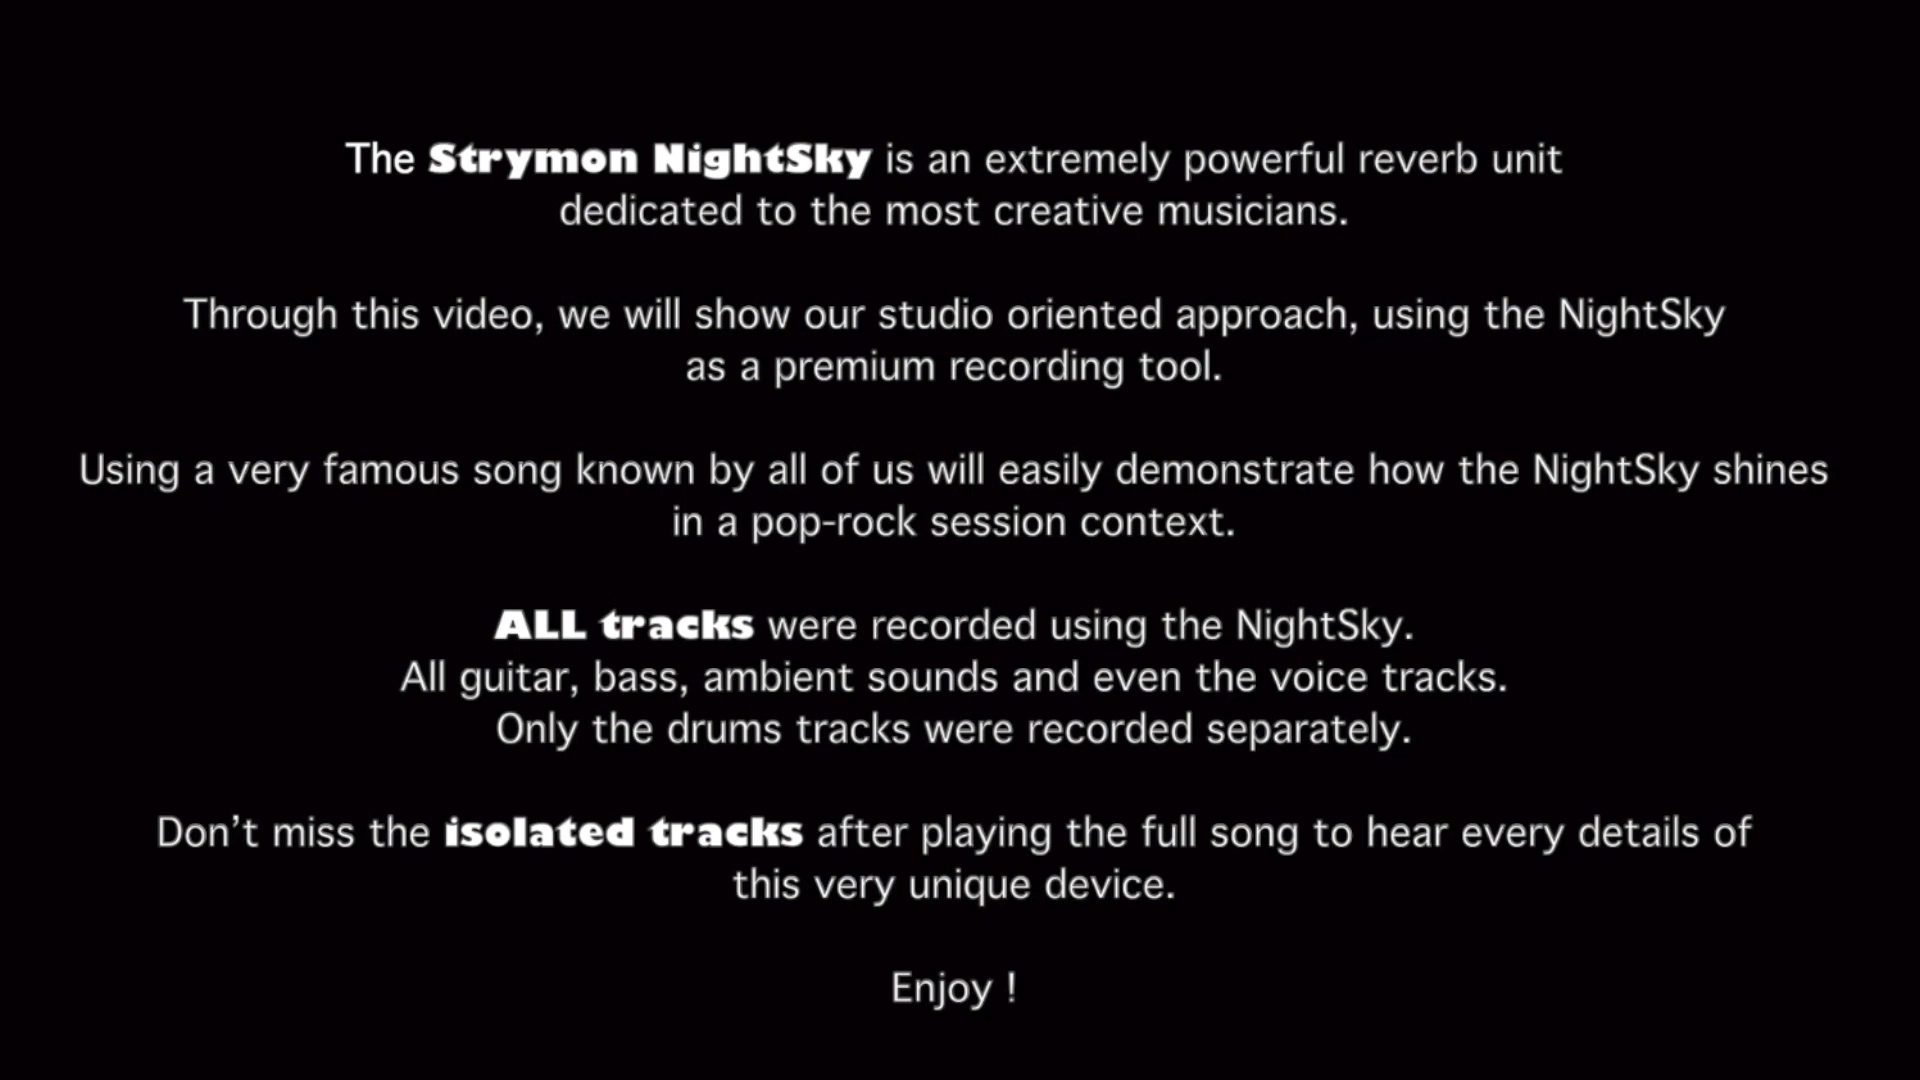 The Strymon NightSky is an extremely powerful reverb unit
dedicated to the most creative musicians.
Through this video, we will show our studio oriented approach, using the NightSky
as a premium recording tool.
Using a very famous song known by all of us will easily demonstrate how the NightSky shines
in a pop-rock session context.
ALL tracks were recorded using the NightSky.
All guitar, bass, ambient sounds and even the voice tracks.
Only the drums tracks were recorded separately.
Don’t miss the isolated tracks after playing the full song to hear every details of
this very unique device.
Enjoy !